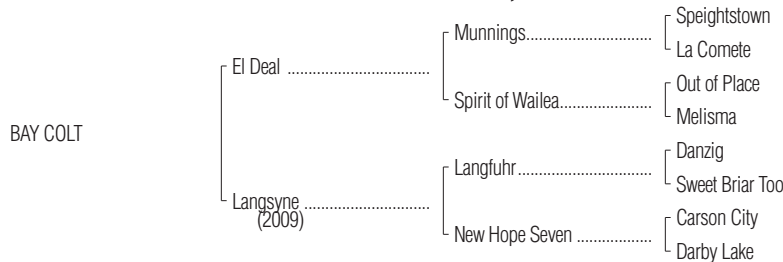 Speightstown
Munnings
La Comete
El Deal
Out of Place
Spirit of Wailea
Melisma
BAY COLT
Danzig
Langfuhr
Sweet Briar Too
Langsyne
(2009)
Carson City
New Hope Seven
Darby Lake